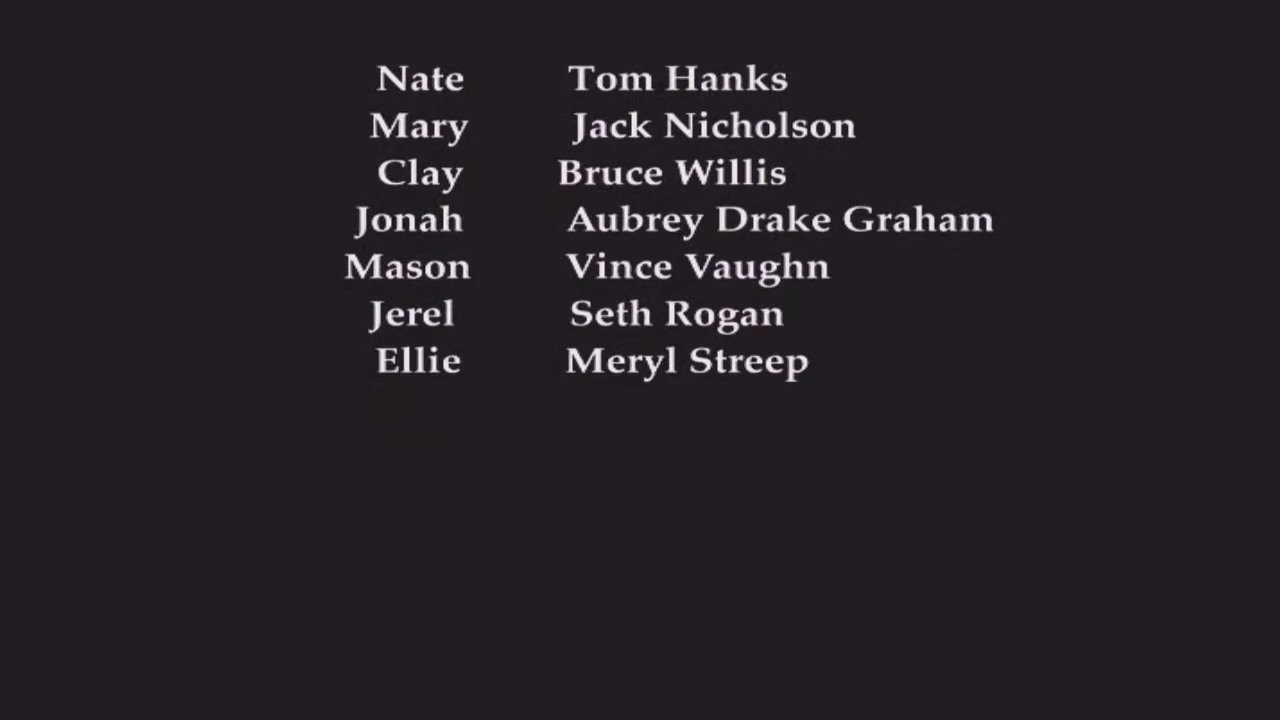 Nate Tom Hanks
Mary Jack Nicholson
Clay Bruce Willis
Jonah Aubrey Drake Graham
Mason Vince Vaughn
Jerel Seth Rogan
Ellie Meryl Streep